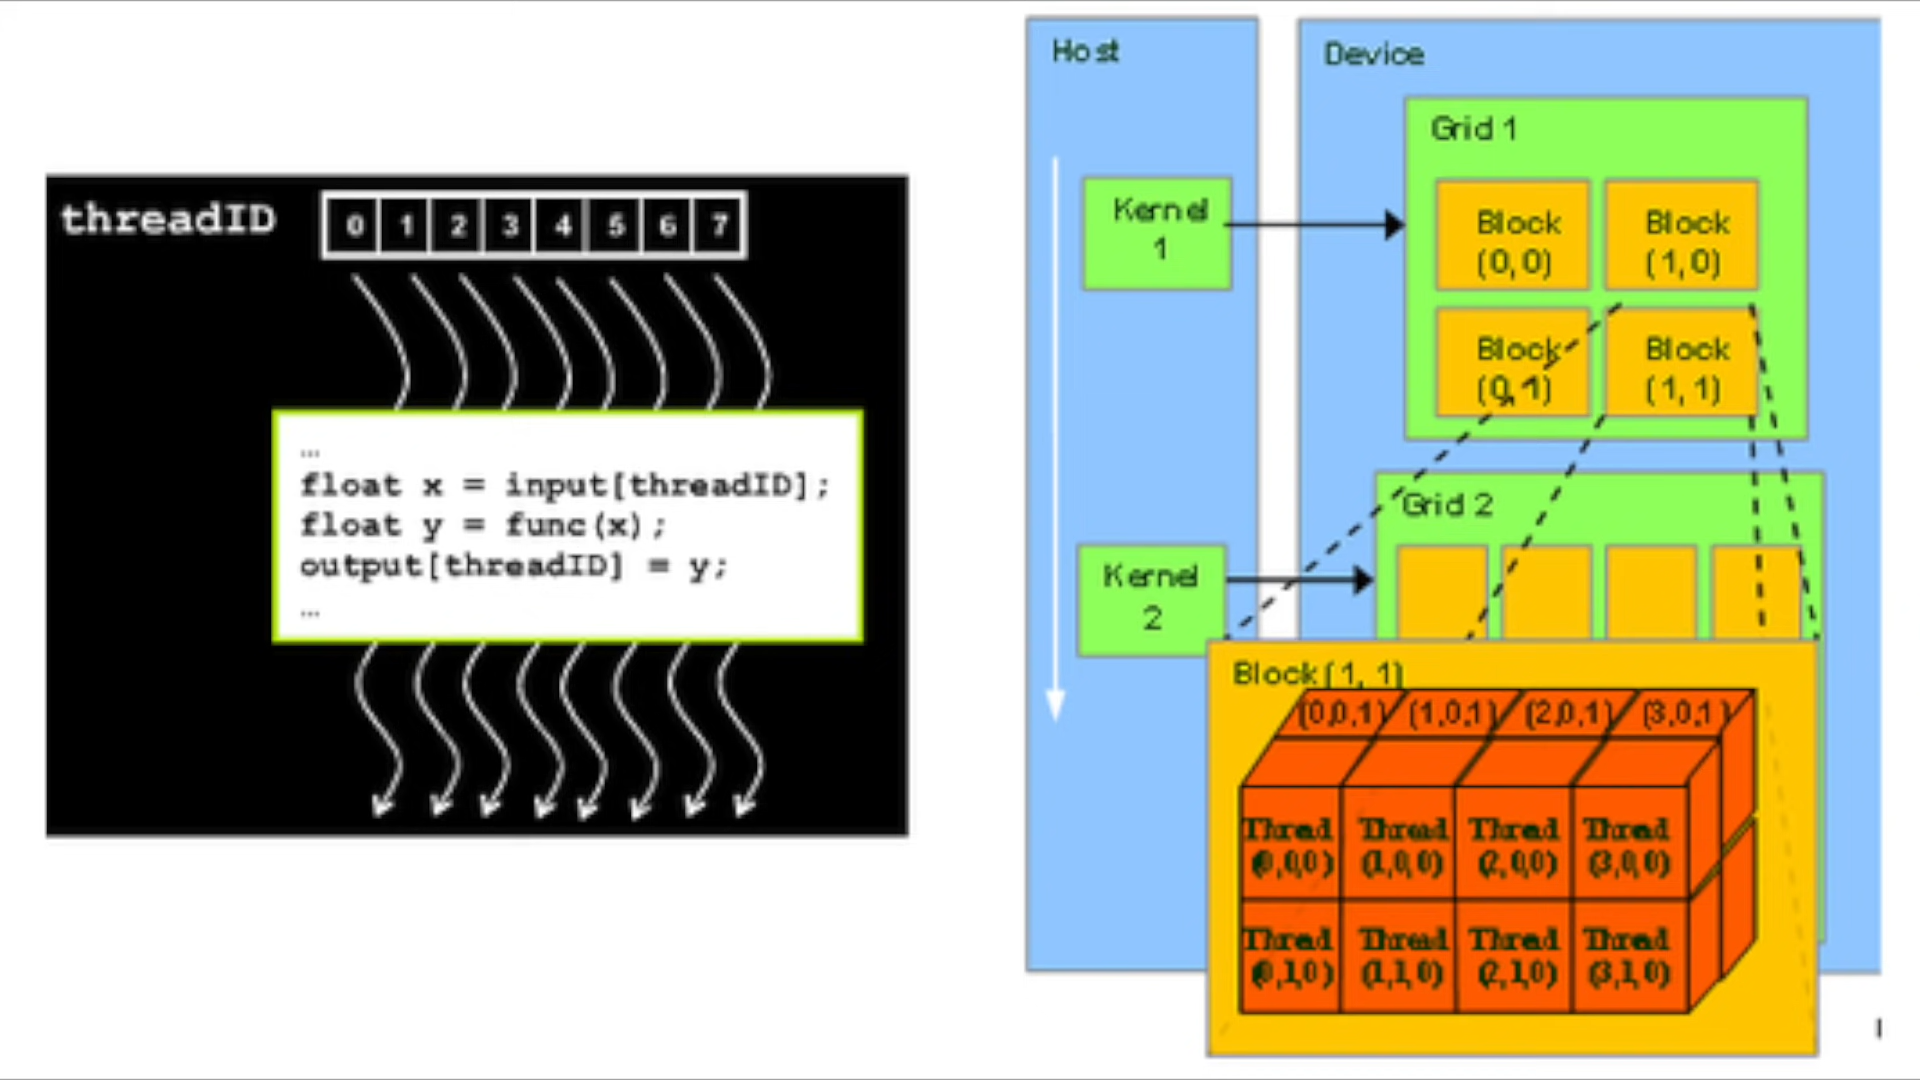 threadID
0 1 2 3 4 5 6 7
...
float x = input[threadID];
float y = func(x);
output[threadID] = y;
...
Host
Device
Grid 1
Kernel
1
Block
(0, 0)
Block
(1, 0)
Block
(0, 1)
Block
(1, 1)
Grid 2
Kernel
2
Block (1, 1)
(0,0,1) (1,0,1) (2,0,1) (3,0,1)
Thread
(0,0,0)
Thread
(1,0,0)
Thread
(2,0,0)
Thread
(3,0,0)
Thread
(0,1,0)
Thread
(1,1,0)
Thread
(2,1,0)
Thread
(3,1,0)